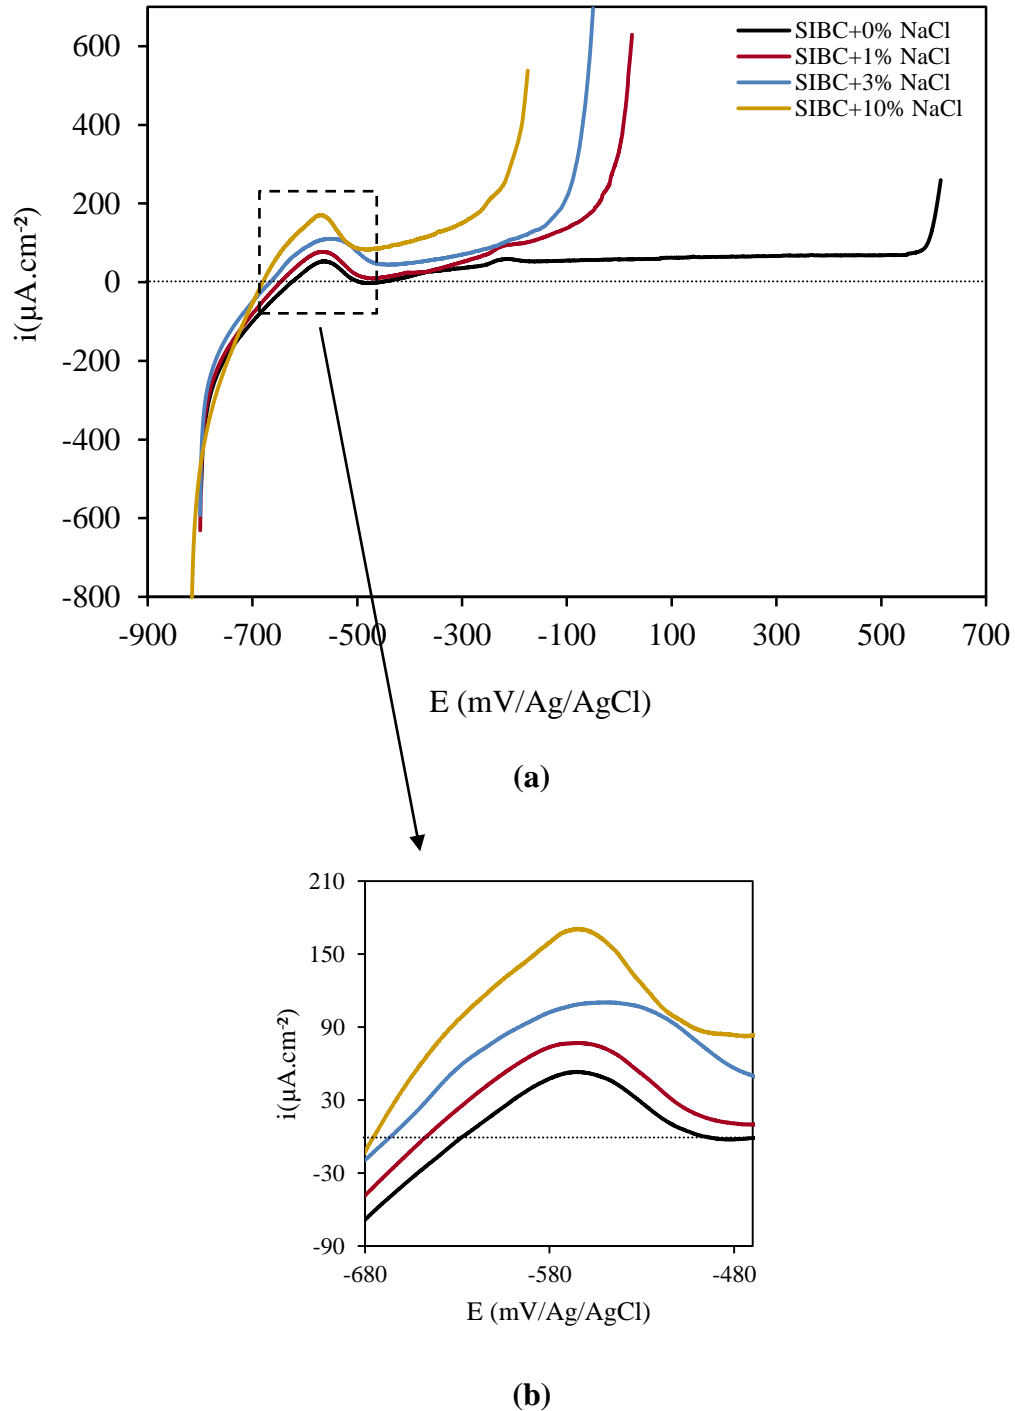 600
400
200
0
-200
-400
-600
-800
i(µA.cm⁻²)
SIBC+0% NaCl
SIBC+1% NaCl
SIBC+3% NaCl
SIBC+10% NaCl
-900 -700 -500 -300 -100 100 300 500 700
E (mV/Ag/AgCl)
(a)
210
150
90
30
-30
-90
i(µA.cm⁻²)
-680 -580 -480
E (mV/Ag/AgCl)
(b)